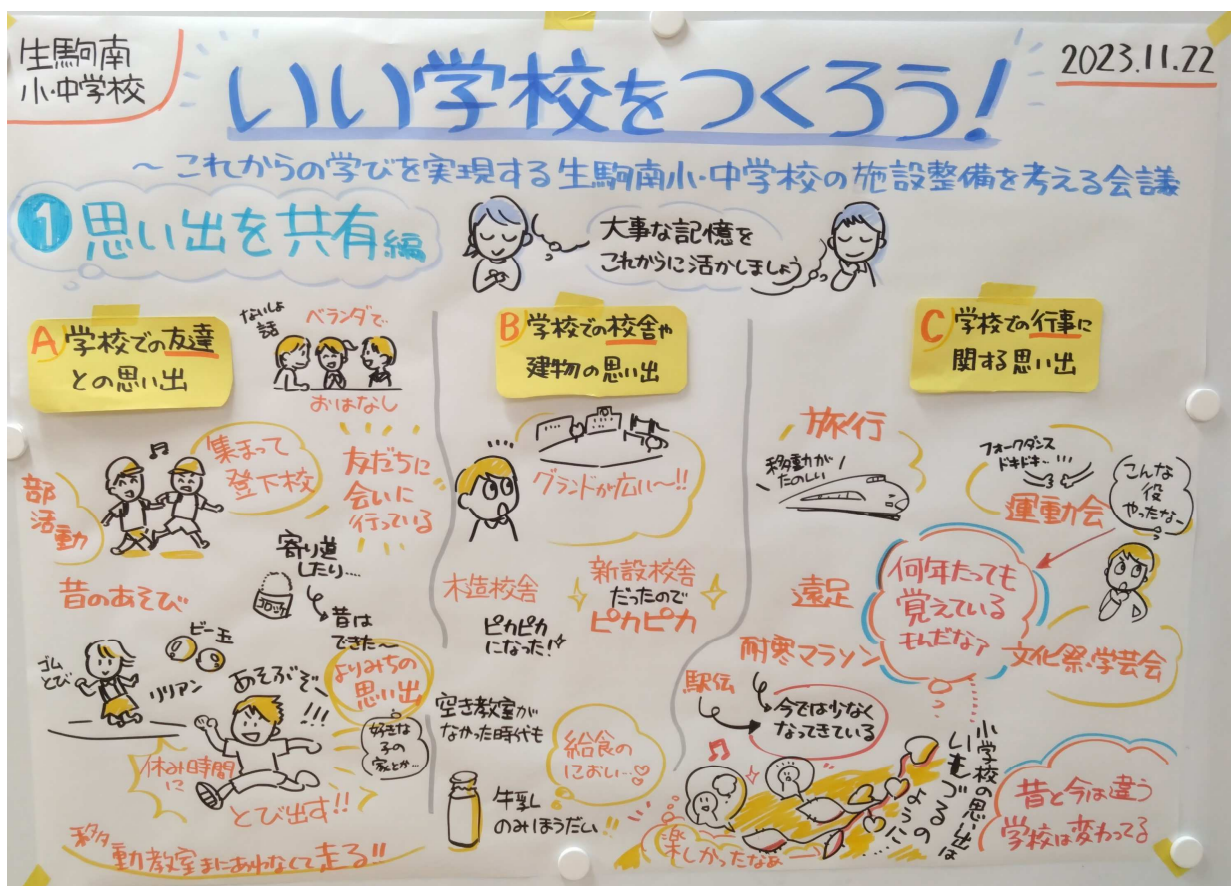 生駒南
小・中学校
いい学校をつくろう!
2023.11.22
~これからの学びを実現する生駒南小・中学校の施設整備を考える会議
1 思い出を共有編
大事な記憶を
これからに活かしましょう
A 学校での友達
との思い出
ないしょ
話
ベランダで
おはなし
集まって
登下校
部活動
友だちに
会いに
行っている
昔のあそび
寄り道
したり....
コロッケ
昔は
できた~
ビー玉
ゴム
とび
リリアン
あそぶぞ~!!!
よりみちの
思い出
好きな
子の
家とか...
休み時間
に
とび出す!!
移動教室まにあわなくて走る!!
B 学校での校舎や
建物の思い出
グランドが広い~!!
木造校舎
ピカピカ
になった!
新設校舎
だったので
ピカピカ
空き教室が
なかった時代も
給食の
におい...♡
牛乳
のみほうだい!!
C 学校での行事に
関する思い出
旅行
移動が
たのしい
フォークダンス
ドキドキ...
運動会
こんな
役
やったなー
遠足
何年たっても
覚えている
もんだなァ
文化祭・学芸会
耐寒マラソン
駅伝
今では少なく
なってきている
小学校の思い出は
いもづるの
ように...
楽しかったなぁー
昔と今は違う
学校は変わってる